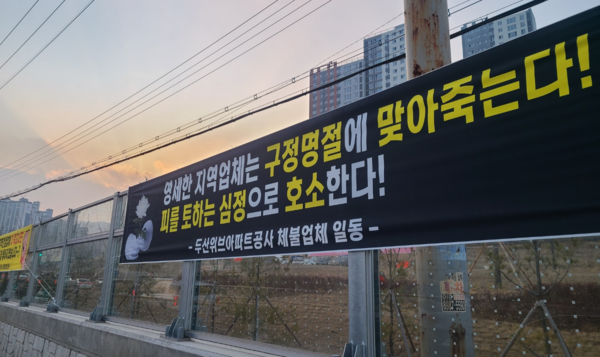 영세한 지역업체는 구정명절에 맞아죽는다!
피를 토하는 심정으로 호소한다!
- 두산위브아파트공사 체불업체 일동 -